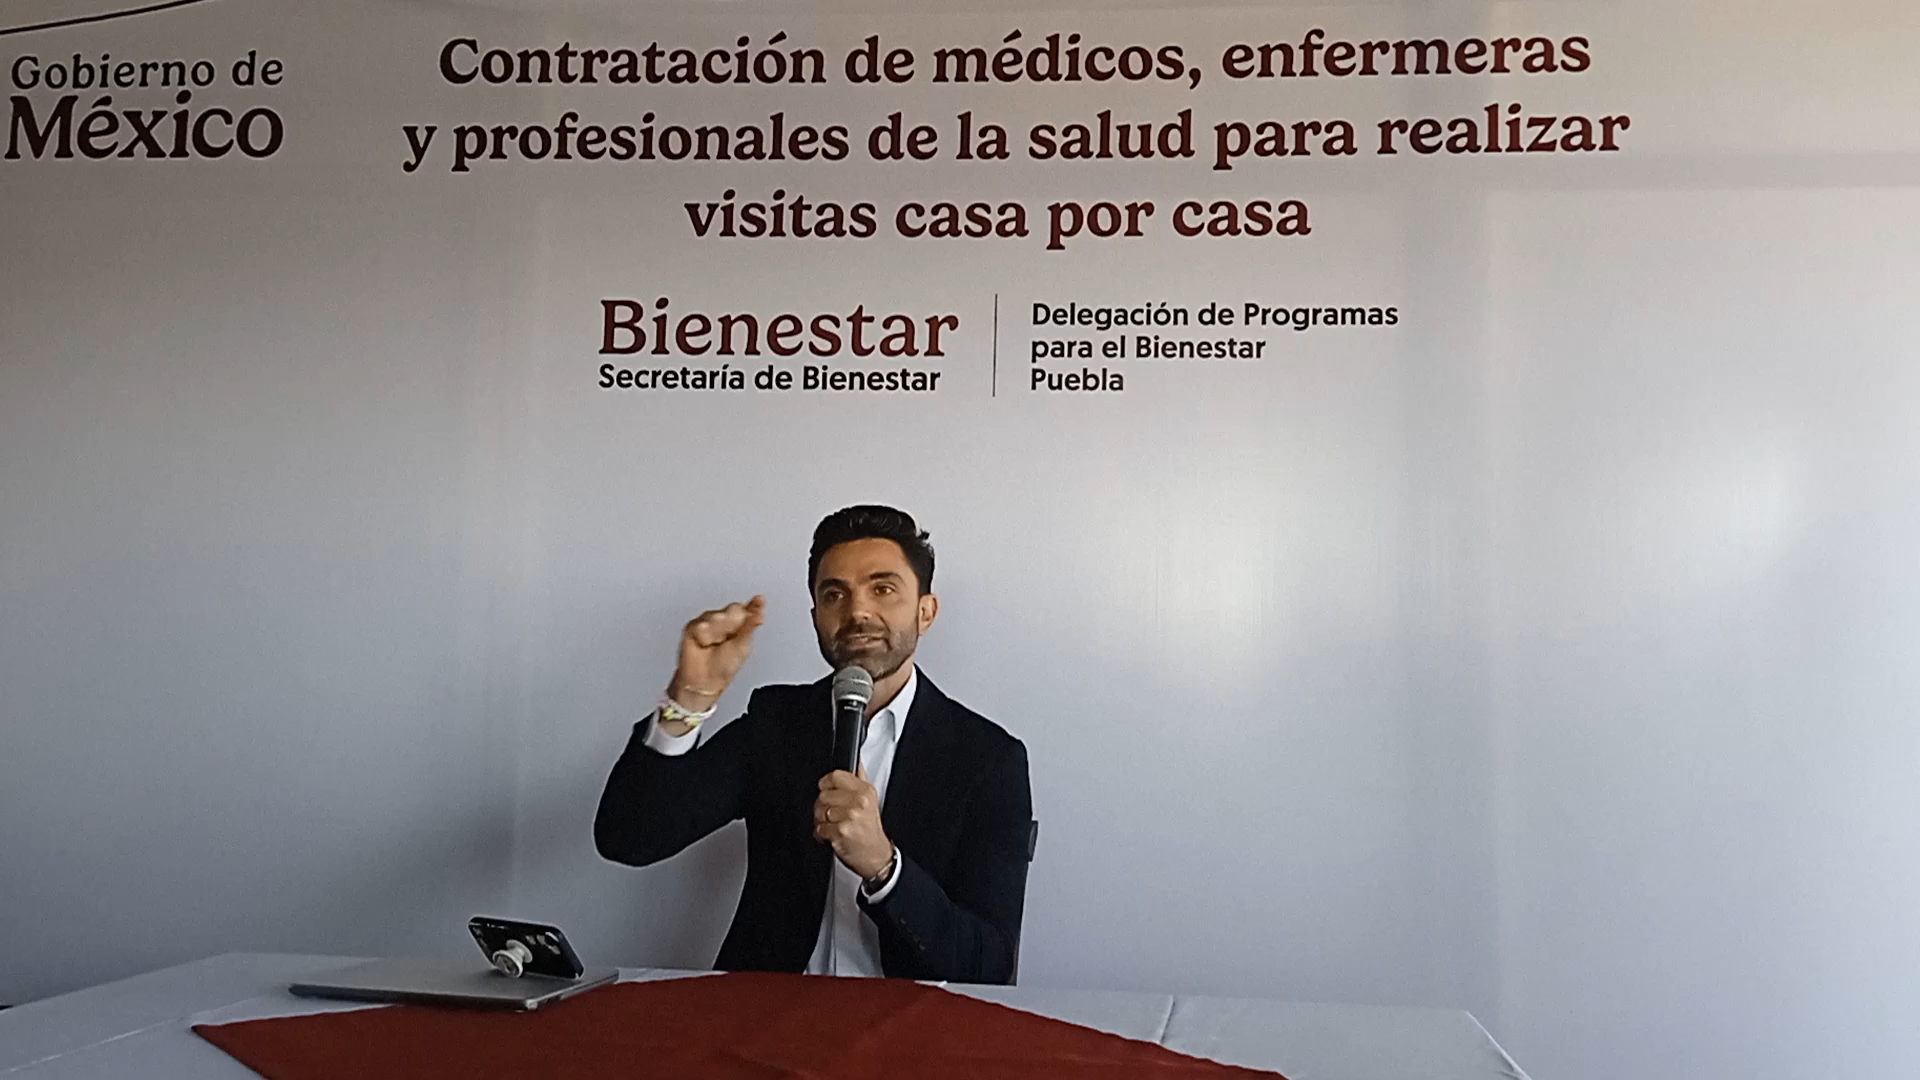 Gobierno de
México
Contratación de médicos, enfermeras
y profesionales de la salud para realizar
visitas casa por casa
Bienestar
Secretaría de Bienestar
Delegación de Programas
para el Bienestar
Puebla